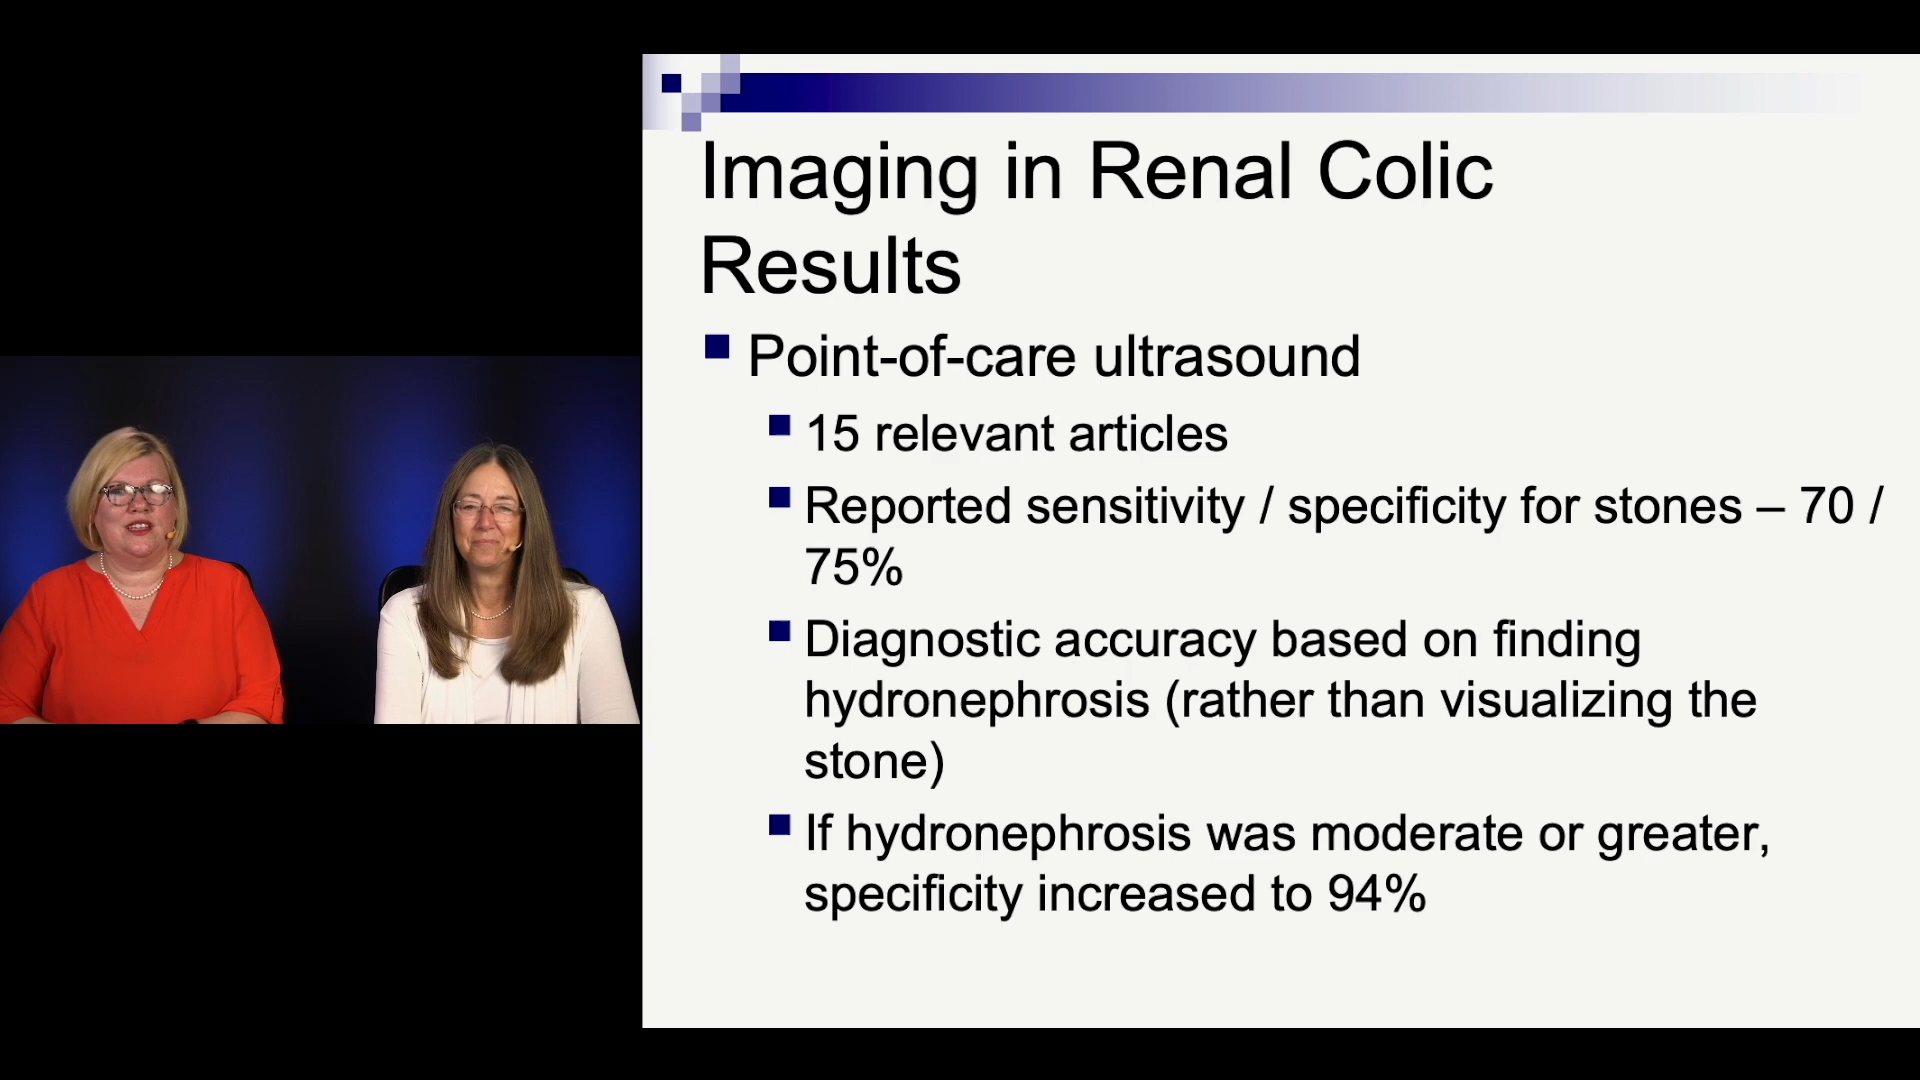 Imaging in Renal Colic
Results
Point-of-care ultrasound
15 relevant articles
Reported sensitivity / specificity for stones – 70 /
75%
Diagnostic accuracy based on finding
hydronephrosis (rather than visualizing the
stone)
If hydronephrosis was moderate or greater,
specificity increased to 94%